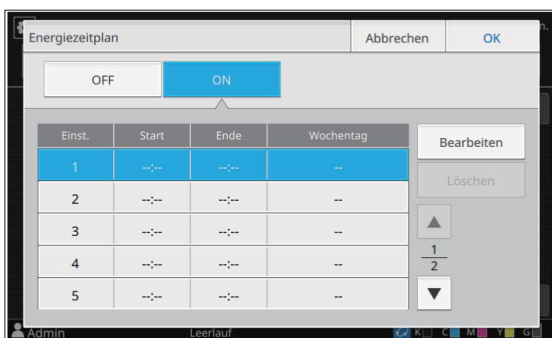 Energiezeitplan Abbrechen OK
OFF ON
Einst. Start Ende Wochentag
Bearbeiten
1 --:-- --:-- --
Löschen
2 --:-- --:-- --
3 --:-- --:-- --
4 --:-- --:-- --
1
2
5 --:-- --:-- --
Admin Leerlauf K C M Y G